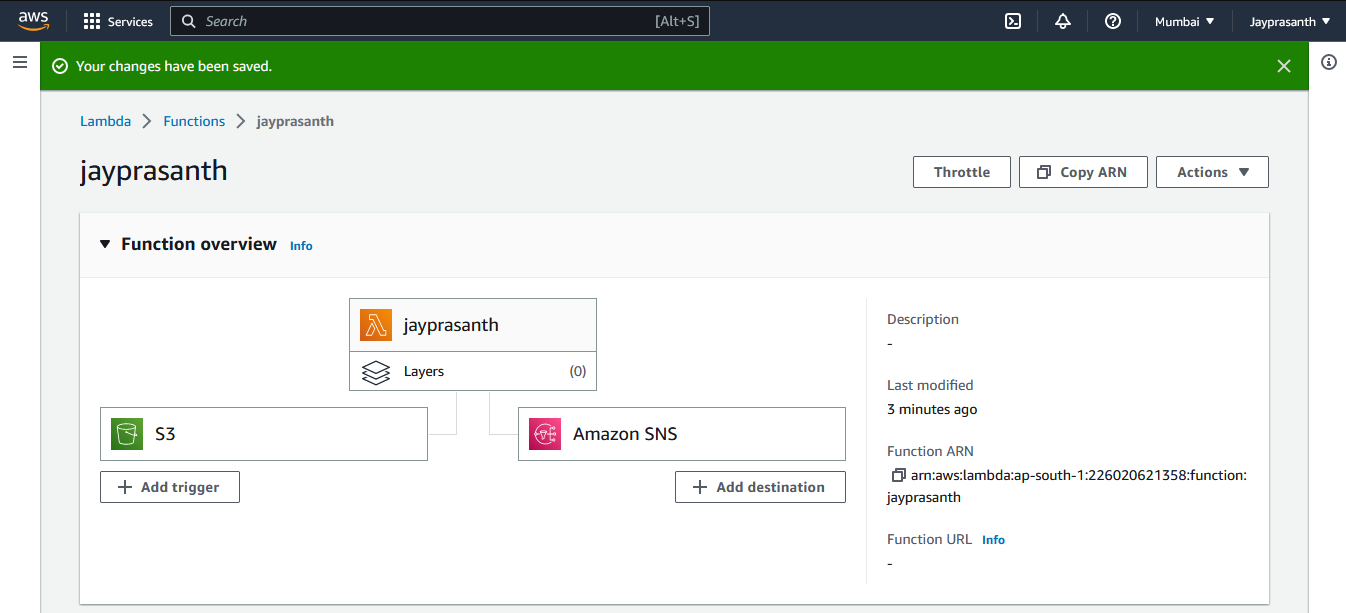 aws Services Search [Alt+S] Mumbai Jayprasanth
Your changes have been saved.
Lambda Functions jayprasanth
jayprasanth
Throttle Copy ARN Actions
Function overview Info
jayprasanth
Layers (0)
S3
Amazon SNS
Add trigger
Add destination
Description
-
Last modified
3 minutes ago
Function ARN
arn:aws:lambda:ap-south-1:226020621358:function:
jayprasanth
Function URL Info
-